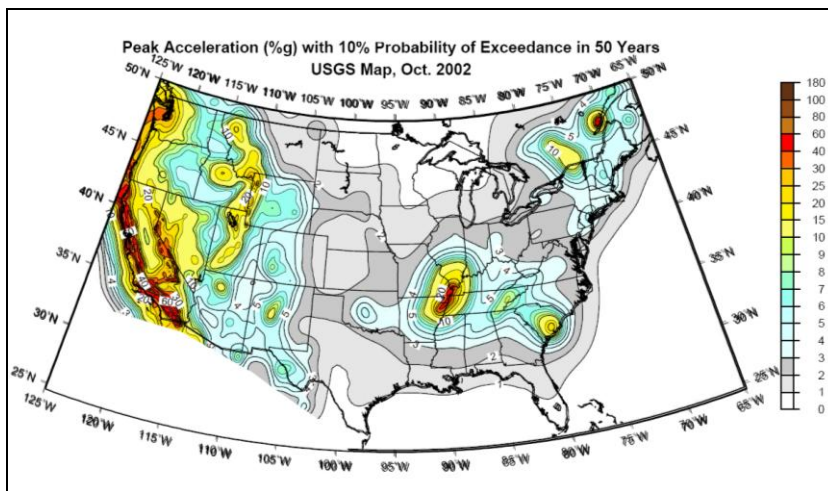 Peak Acceleration (%g) with 10% Probability of Exceedance in 50 Years
USGS Map, Oct. 2002
125°W
120°W
115°W
110°W
105°W
100°W
95°W
90°W
85°W
80°W
75°W
70°W
65°W
50°N
50°N
45°N
45°N
40°N
40°N
35°N
35°N
30°N
30°N
25°N
25°N
125°W
120°W
115°W
110°W
105°W
100°W
95°W
90°W
85°W
80°W
75°W
70°W
65°W
180
100
80
60
40
30
25
20
15
10
9
8
7
6
5
4
3
2
1
0